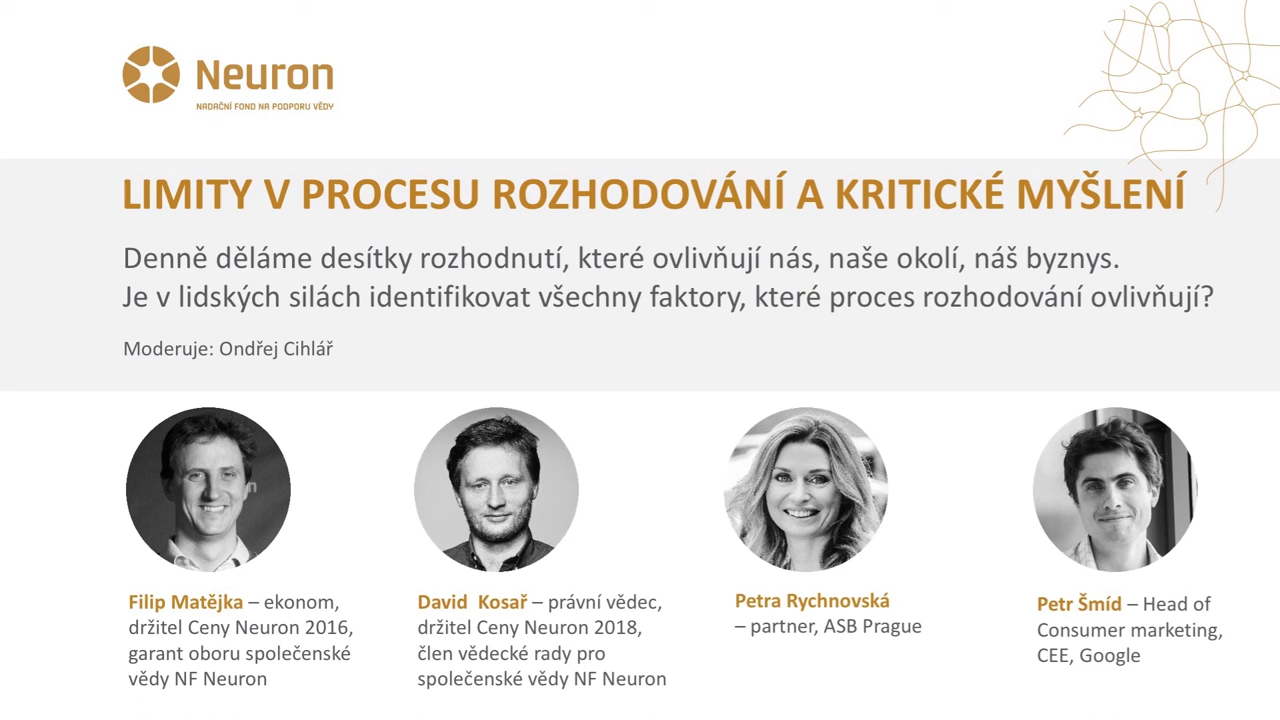 Neuron
NADAČNÍ FOND NA PODPORU VĚDY
LIMITY V PROCESU ROZHODOVÁNÍ A KRITICKÉ MYŠLENÍ
Denně děláme desítky rozhodnutí, které ovlivňují nás, naše okolí, náš byznys.
Je v lidských silách identifikovat všechny faktory, které proces rozhodování ovlivňují?
Moderuje: Ondřej Cihlář
Filip Matějka – ekonom,
držitel Ceny Neuron 2016,
garant oboru společenské
vědy NF Neuron
David  Kosař – právní vědec,
držitel Ceny Neuron 2018,
člen vědecké rady pro
společenské vědy NF Neuron
Petra Rychnovská
– partner, ASB Prague
Petr Šmíd – Head of
Consumer marketing,
CEE, Google